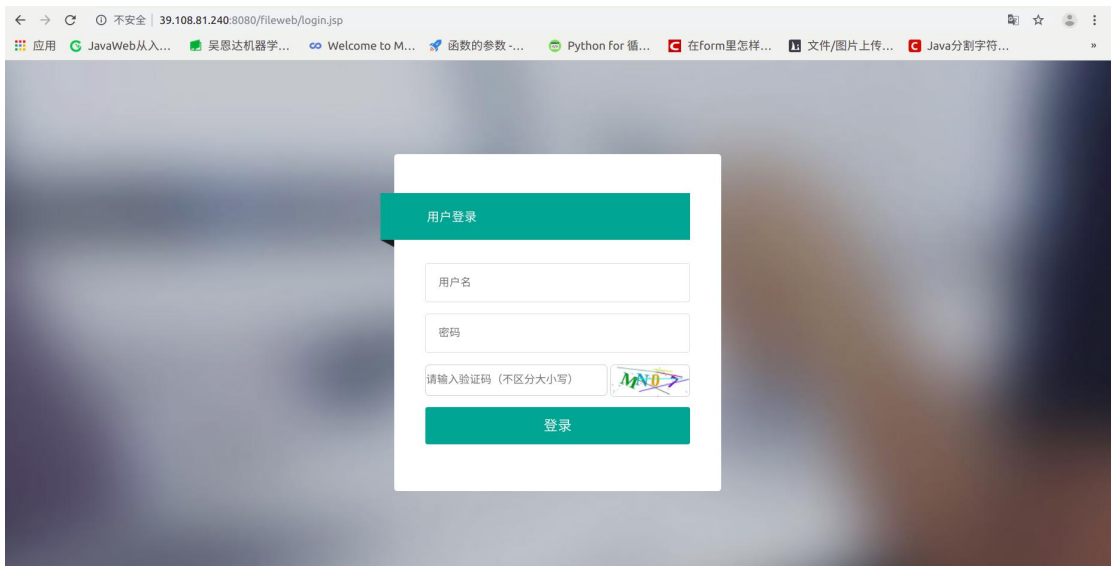 不安全 39.108.81.240:8080/fileweb/login.jsp
应用 JavaWeb从入... 吴恩达机器学... Welcome to M... 函数的参数 -... Python for 循... 在form里怎样... 文件/图片上传... Java分割字符... »
用户登录
用户名
密码
请输入验证码（不区分大小写）
登录